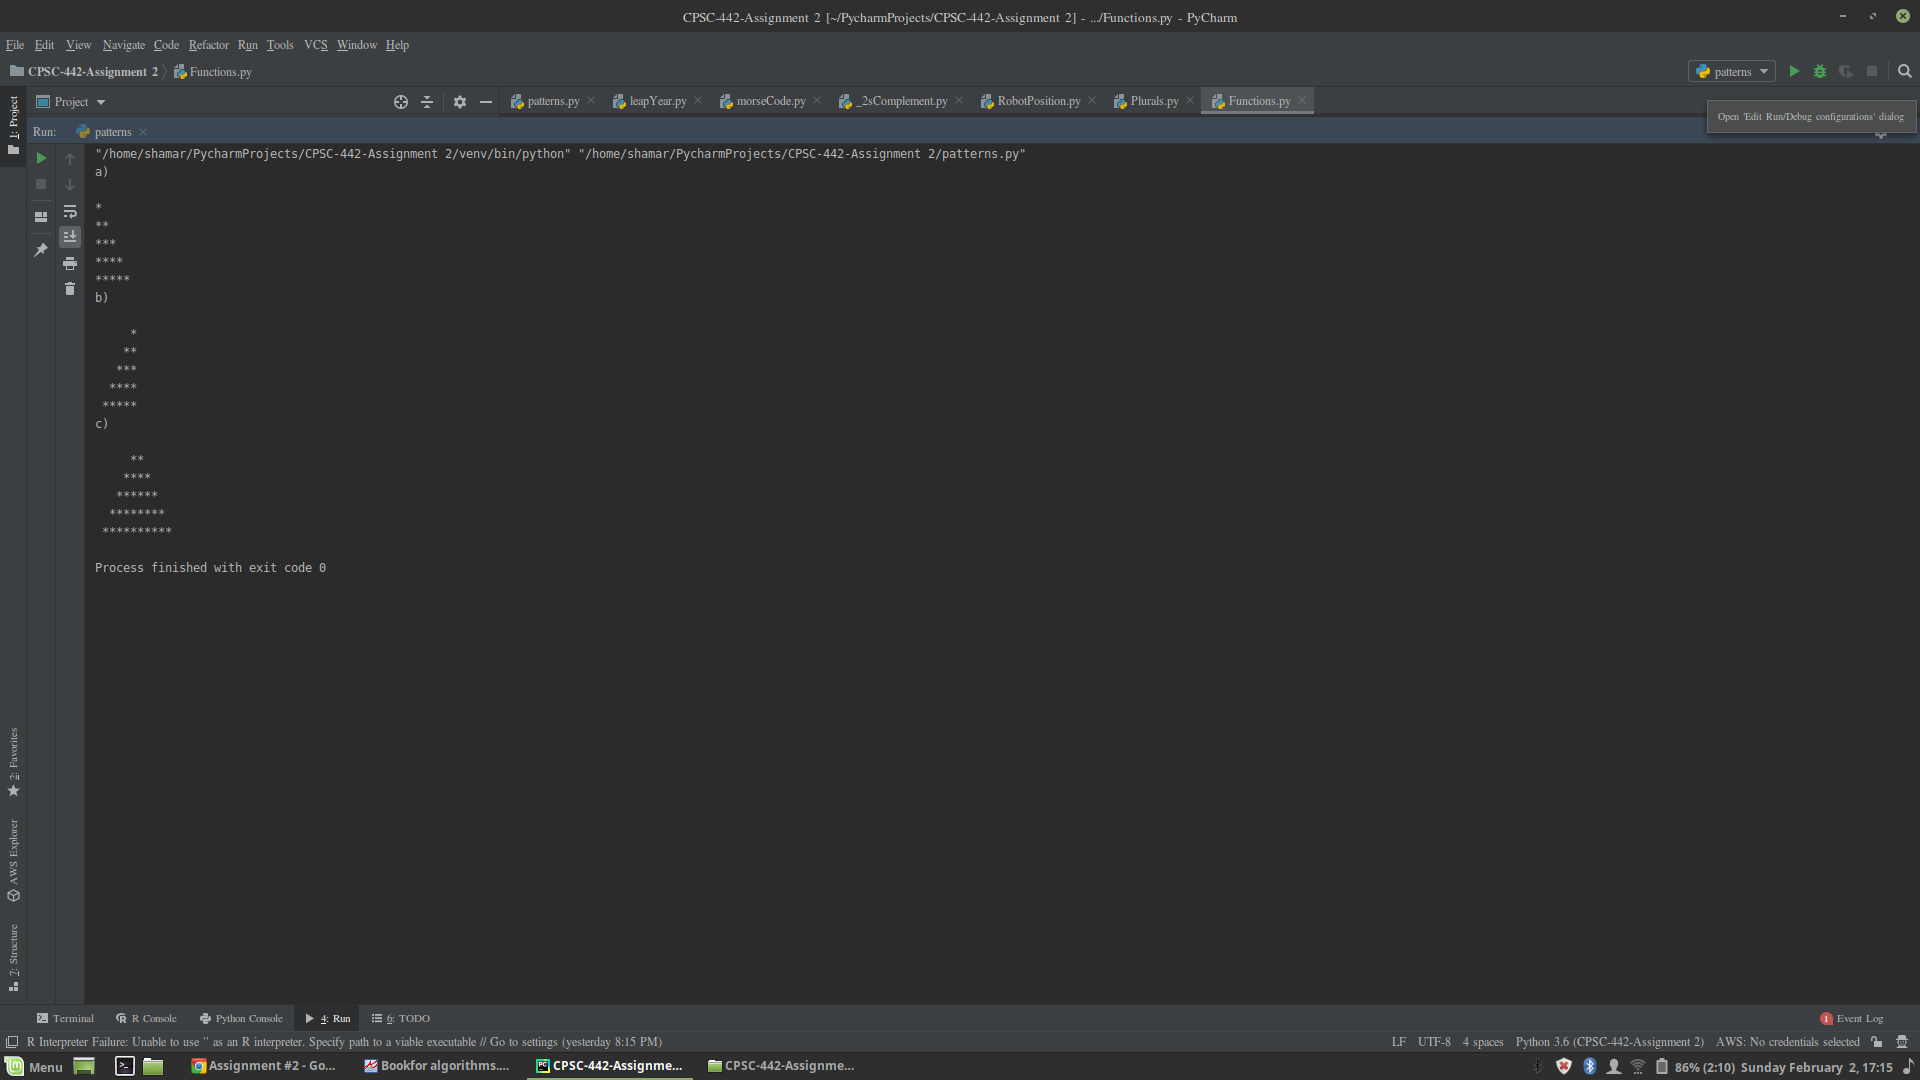 CPSC-442-Assignment 2 [~/PycharmProjects/CPSC-442-Assignment 2] - .../Functions.py - PyCharm
File Edit View Navigate Code Refactor Run Tools VCS Window Help
CPSC-442-Assignment 2 Functions.py patterns
1: Project
Project patterns.py leapYear.py morseCode.py _2sComplement.py RobotPosition.py Plurals.py Functions.py
Open 'Edit Run/Debug configurations' dialog
Run: patterns
"/home/shamar/PycharmProjects/CPSC-442-Assignment 2/venv/bin/python" "/home/shamar/PycharmProjects/CPSC-442-Assignment 2/patterns.py"
a)
*
**
***
****
*****
b)
     *
    **
   ***
  ****
 *****
c)
     **
    ****
   ******
  ********
 **********
Process finished with exit code 0
2: Favorites
AWS Explorer
7: Structure
Terminal R Console Python Console 4: Run 6: TODO 1 Event Log
R Interpreter Failure: Unable to use '' as an R interpreter. Specify path to a viable executable // Go to settings (yesterday 8:15 PM) LF UTF-8 4 spaces Python 3.6 (CPSC-442-Assignment 2) AWS: No credentials selected
Menu Assignment #2 - Go... Bookfor algorithms.... CPSC-442-Assignme... CPSC-442-Assignme... 86% (2:10) Sunday February 2, 17:15